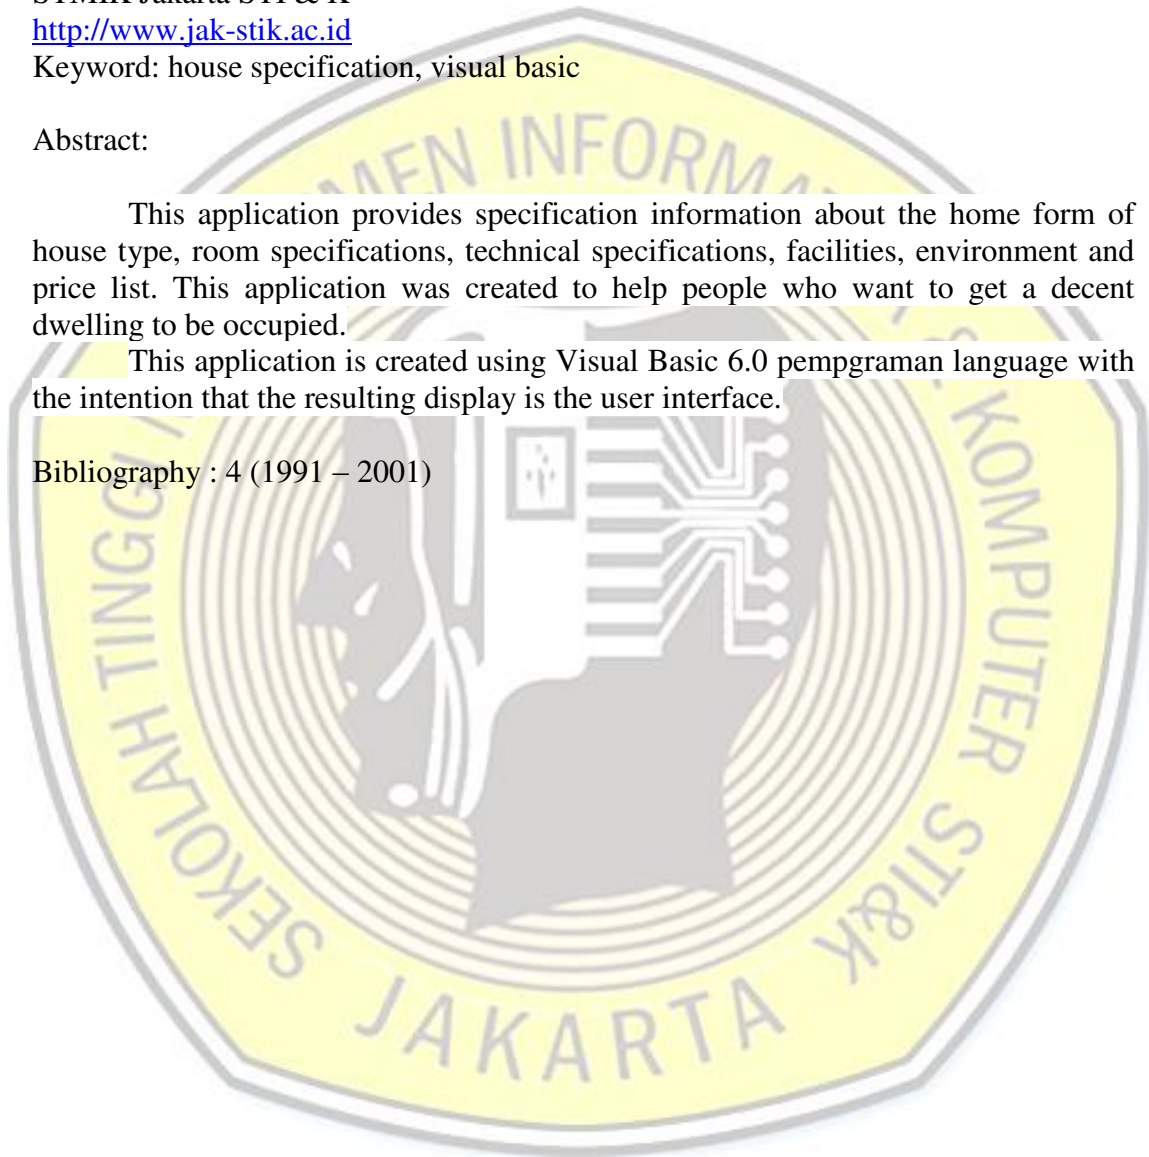 STMIK Jakarta STI & K
http://www.jak-stik.ac.id
Keyword: house specification, visual basic
Abstract:
This application provides specification information about the home form of
house type, room specifications, technical specifications, facilities, environment and
price list. This application was created to help people who want to get a decent
dwelling to be occupied.
This application is created using Visual Basic 6.0 pempgraman language with
the intention that the resulting display is the user interface.
Bibliography : 4 (1991 – 2001)
SEKOLAH TINGGI
KOMPUTER STI&K
JAKARTA